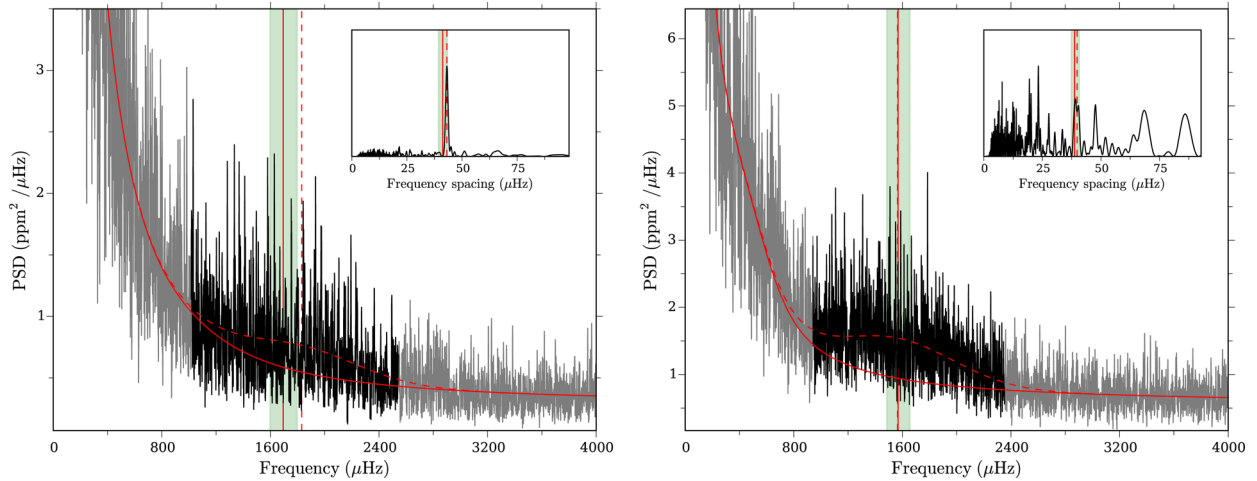 PSD (ppm² /μHz)
3
2
1
0 25 50 75
Frequency spacing (μHz)
0 800 1600 2400 3200 4000
Frequency (μHz)
PSD (ppm² /μHz)
6
5
4
3
2
1
0 25 50 75
Frequency spacing (μHz)
0 800 1600 2400 3200 4000
Frequency (μHz)